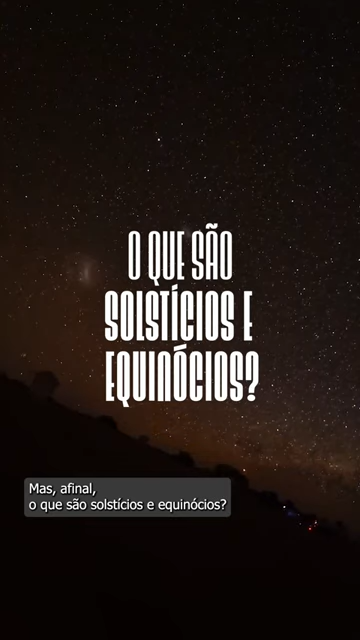 O QUE SÃO
SOLSTÍCIOS E
EQUINÓCIOS?
Mas, afinal,
o que são solstícios e equinócios?